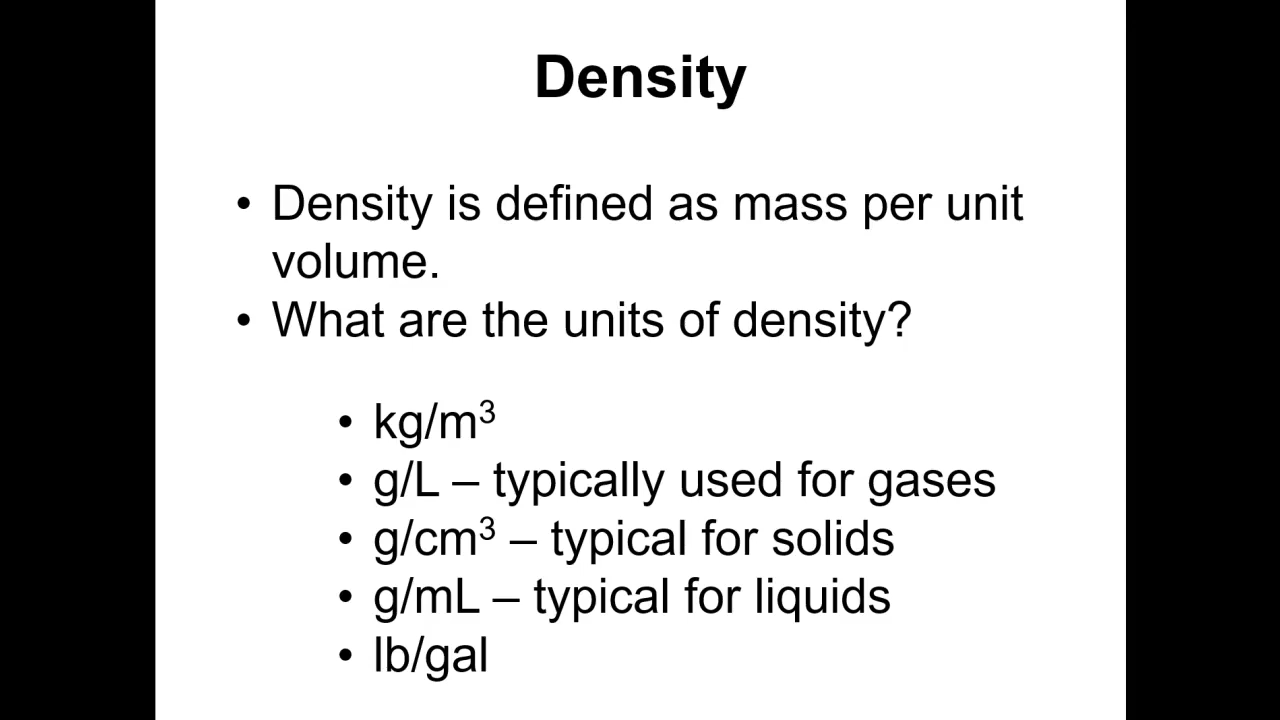 Density
• Density is defined as mass per unit
volume.
• What are the units of density?
• kg/m³
• g/L – typically used for gases
• g/cm³ – typical for solids
• g/mL – typical for liquids
• lb/gal